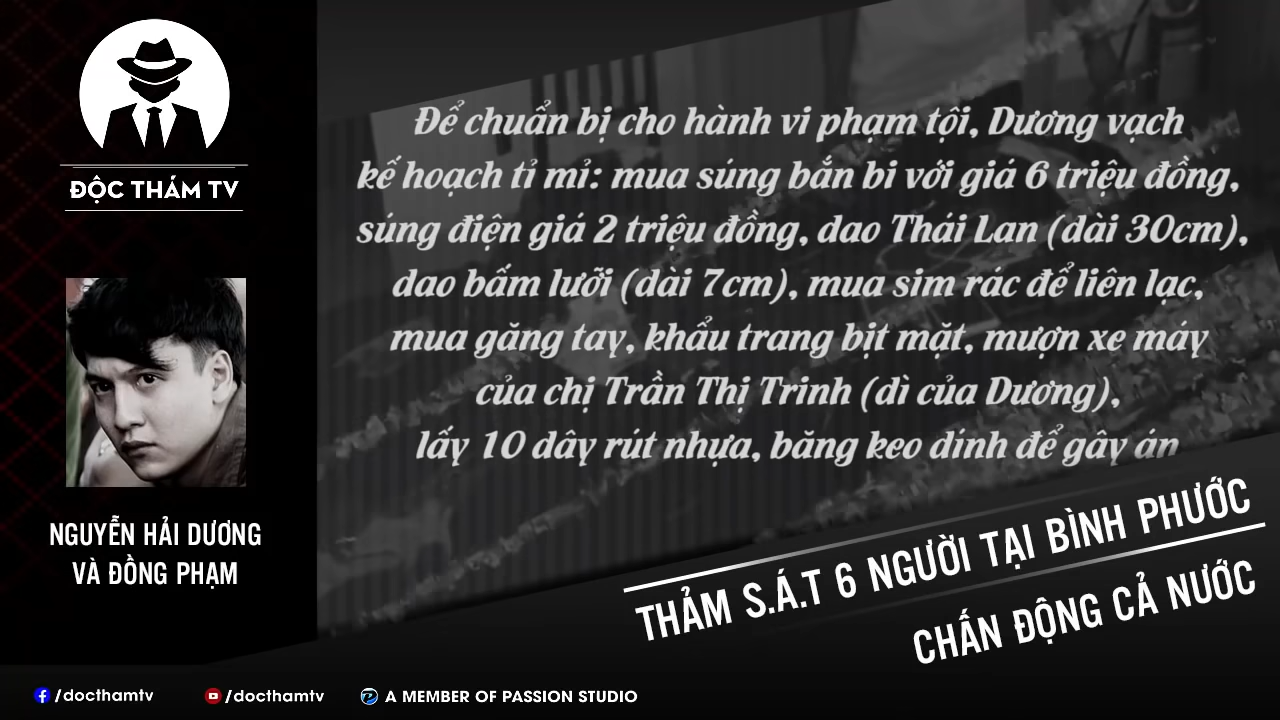 ĐỘC THÁM TV
NGUYỄN HẢI DƯƠNG
VÀ ĐỒNG PHẠM
Để chuẩn bị cho hành vi phạm tội, Dương vạch
kế hoạch tỉ mỉ: mua súng bắn bi với giá 6 triệu đồng,
súng điện giá 2 triệu đồng, dao Thái Lan (dài 30cm),
dao bấm lưỡi (dài 7cm), mua sim rác để liên lạc,
mua găng tay, khẩu trang bịt mặt, mượn xe máy
của chị Trần Thị Trinh (dì của Dương),
lấy 10 dây rút nhựa, băng keo dính để gây án
THẢM S.Á.T 6 NGƯỜI TẠI BÌNH PHƯỚC
CHẤN ĐỘNG CẢ NƯỚC
/docthamtv
/docthamtv
A MEMBER OF PASSION STUDIO